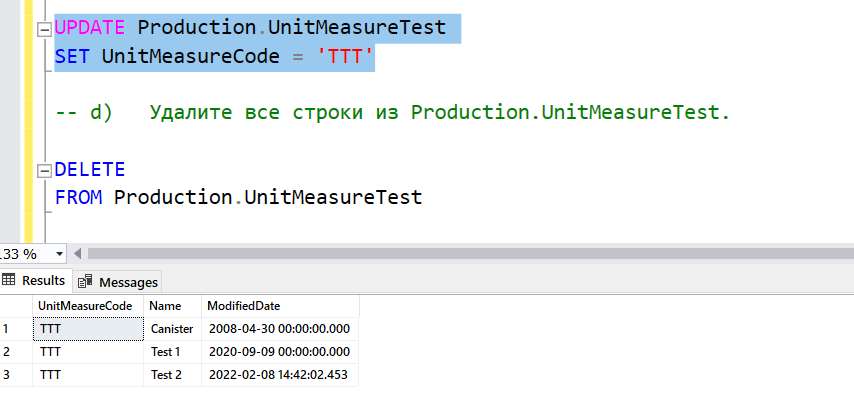 UPDATE Production.UnitMeasureTest
SET UnitMeasureCode = 'TTT'
-- d) Удалите все строки из Production.UnitMeasureTest.
DELETE
FROM Production.UnitMeasureTest
133 %
Results Messages
UnitMeasureCode Name ModifiedDate
1 TTT Canister 2008-04-30 00:00:00.000
2 TTT Test 1 2020-09-09 00:00:00.000
3 TTT Test 2 2022-02-08 14:42:02.453